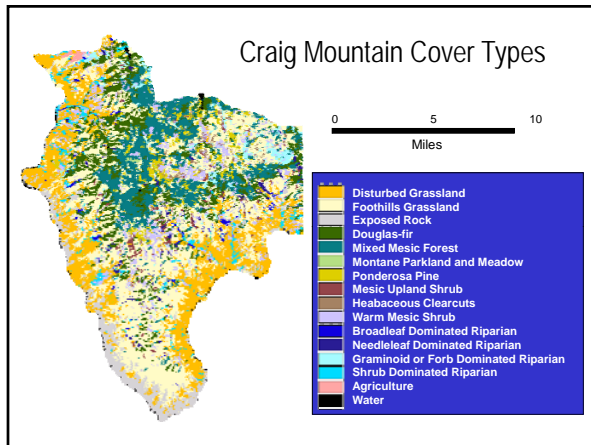 Craig Mountain Cover Types
0 5 10
Miles
Disturbed Grassland
Foothills Grassland
Exposed Rock
Douglas-fir
Mixed Mesic Forest
Montane Parkland and Meadow
Ponderosa Pine
Mesic Upland Shrub
Heabaceous Clearcuts
Warm Mesic Shrub
Broadleaf Dominated Riparian
Needleleaf Dominated Riparian
Graminoid or Forb Dominated Riparian
Shrub Dominated Riparian
Agriculture
Water